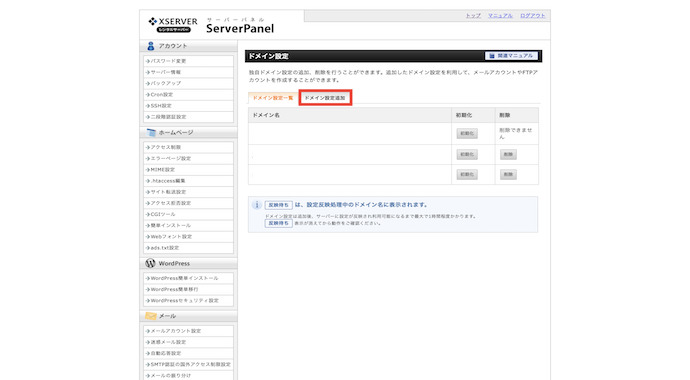 XSERVER
レンタルサーバー
サーバーパネル
ServerPanel
トップ マニュアル ログアウト
アカウント
パスワード変更
サーバー情報
バックアップ
Cron設定
SSH設定
二段階認証設定
ホームページ
アクセス制限
エラーページ設定
MIME設定
.htaccess編集
サイト転送設定
アクセス拒否設定
CGIツール
簡単インストール
Webフォント設定
ads.txt設定
WordPress
WordPress簡単インストール
WordPress簡単移行
WordPressセキュリティ設定
メール
メールアカウント設定
迷惑メール設定
自動応答設定
SMTP認証の国外アクセス制限設定
メールの振り分け
ドメイン設定
関連マニュアル
独自ドメイン設定の追加、削除を行うことができます。追加したドメイン設定を利用して、メールアカウントやFTPア
カウントを作成することができます。
ドメイン設定一覧 ドメイン設定追加
ドメイン名 初期化 削除
初期化 削除できませ
ん
初期化 削除
初期化 削除
反映待ち は、設定反映処理中のドメイン名に表示されます。
ドメイン設定は追加後、サーバーに設定が反映され利用可能になるまで最大で1時間程度かかります。
反映待ち 表示が消えてから動作をご確認ください。